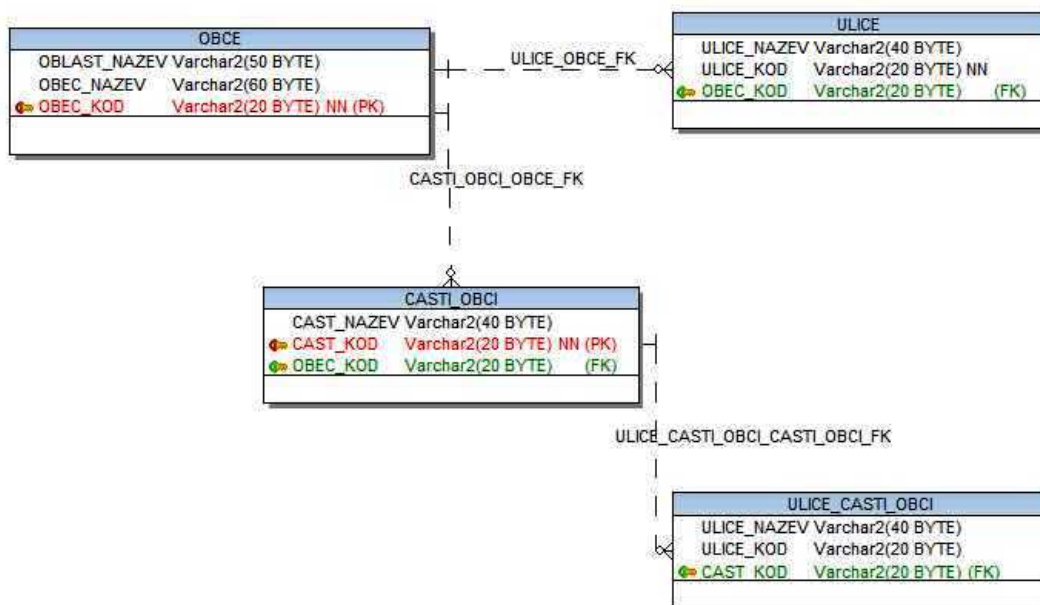 OBCE
OBLAST_NAZEV Varchar2(50 BYTE)
OBEC_NAZEV Varchar2(60 BYTE)
OBEC_KOD Varchar2(20 BYTE) NN (PK)
ULICE_OBCE_FK
ULICE
ULICE_NAZEV Varchar2(40 BYTE)
ULICE_KOD Varchar2(20 BYTE) NN
OBEC_KOD Varchar2(20 BYTE) (FK)
CASTI_OBCI_OBCE_FK
CASTI_OBCI
CAST_NAZEV Varchar2(40 BYTE)
CAST_KOD Varchar2(20 BYTE) NN (PK)
OBEC_KOD Varchar2(20 BYTE) (FK)
ULICE_CASTI_OBCI_CASTI_OBCI_FK
ULICE_CASTI_OBCI
ULICE_NAZEV Varchar2(40 BYTE)
ULICE_KOD Varchar2(20 BYTE)
CAST_KOD Varchar2(20 BYTE) (FK)